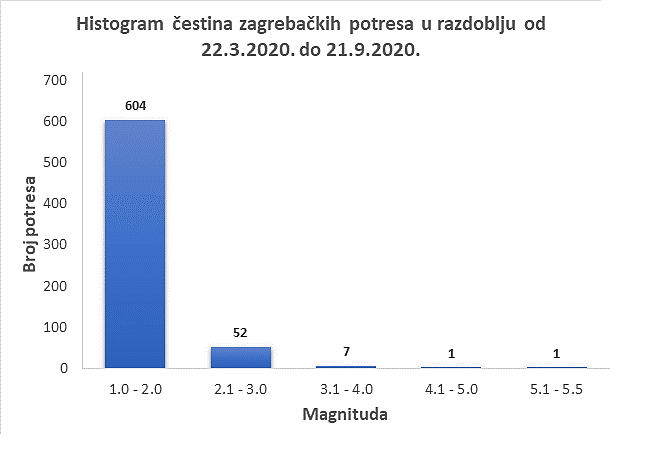 Histogram čestina zagrebačkih potresa u razdoblju od
22.3.2020. do 21.9.2020.
Broj potresa
700
600
500
400
300
200
100
0
604
52
7
1
1
1.0 - 2.0
2.1 - 3.0
3.1 - 4.0
4.1 - 5.0
5.1 - 5.5
Magnituda